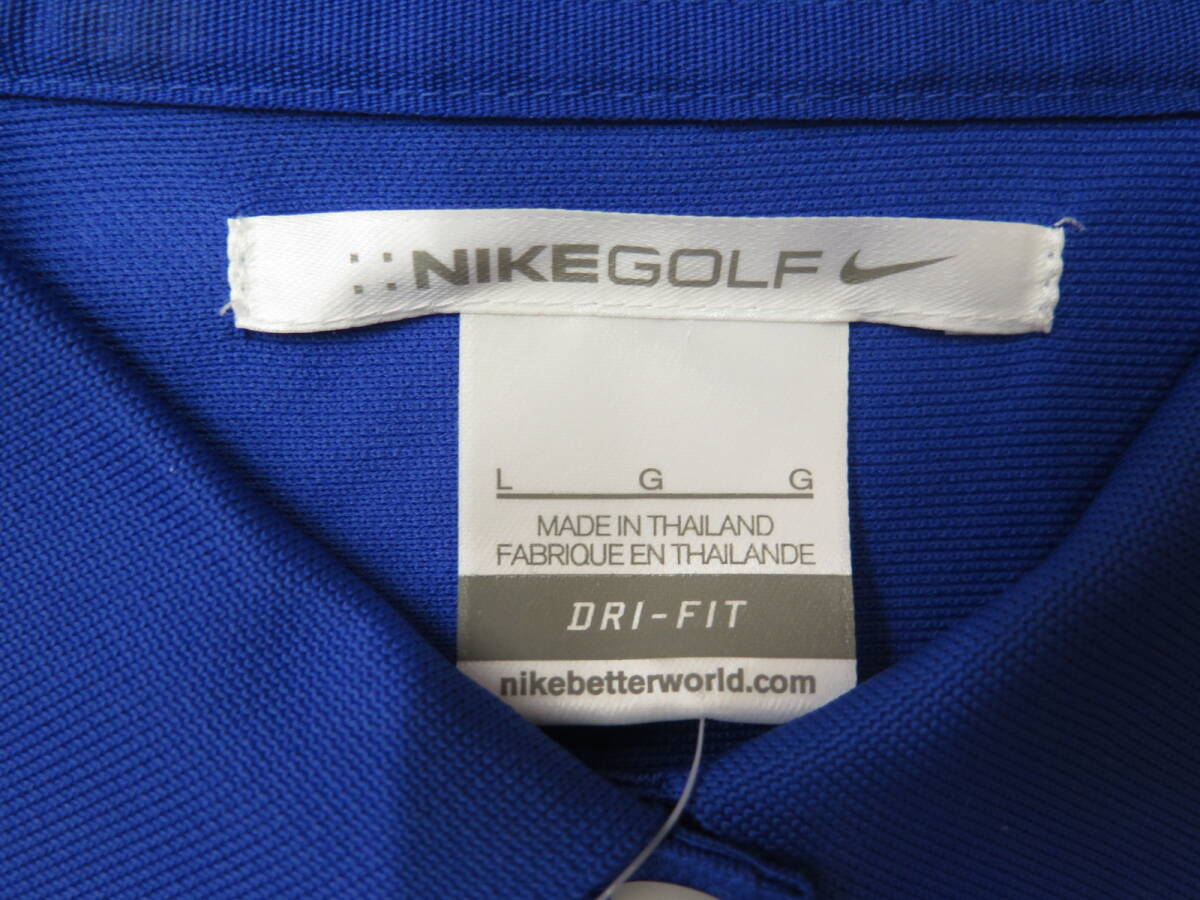 NIKEGOLF
L G G
MADE IN THAILAND
FABRIQUE EN THAILANDE
DRI-FIT
nikebetterworld.com